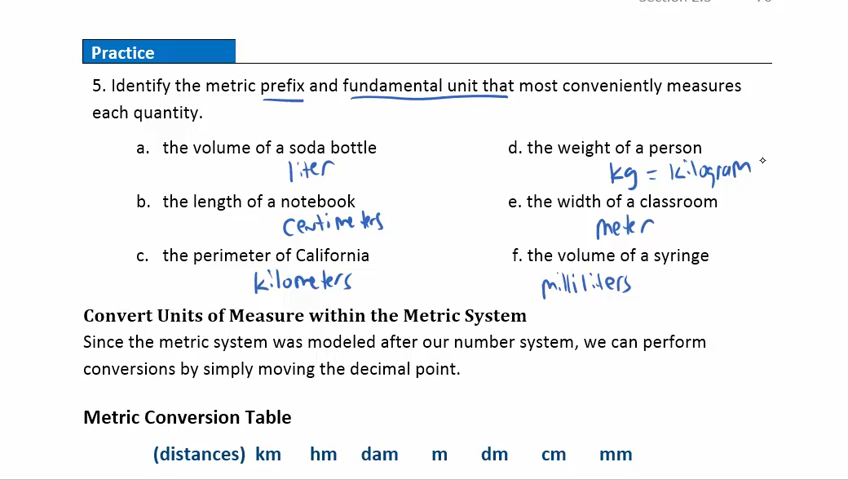 Practice
5. Identify the metric prefix and fundamental unit that most conveniently measures
each quantity.
a. the volume of a soda bottle
liter
b. the length of a notebook
centimeters
c. the perimeter of California
kilometers
d. the weight of a person
kg = kilogram
e. the width of a classroom
meter
f. the volume of a syringe
milliliters
Convert Units of Measure within the Metric System
Since the metric system was modeled after our number system, we can perform
conversions by simply moving the decimal point.
Metric Conversion Table
(distances) km hm dam m dm cm mm